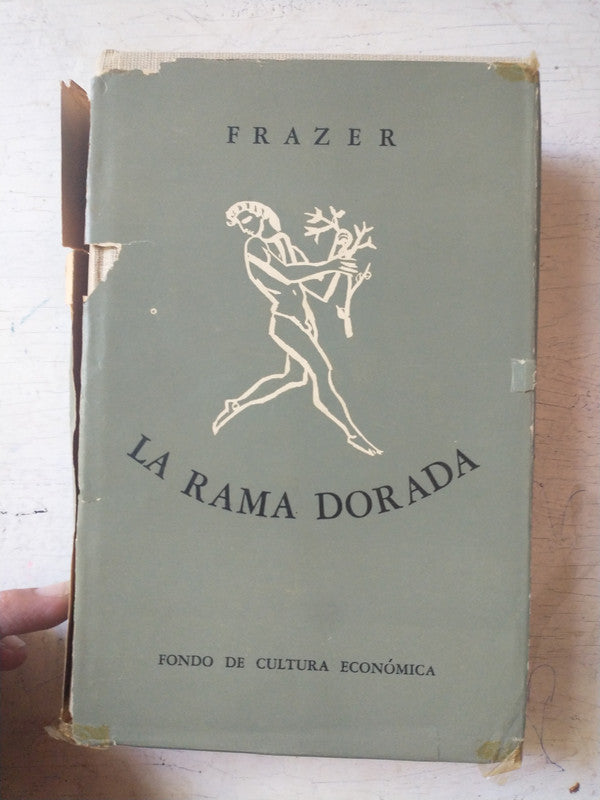 FRAZER
LA RAMA DORADA
FONDO DE CULTURA ECONÓMICA